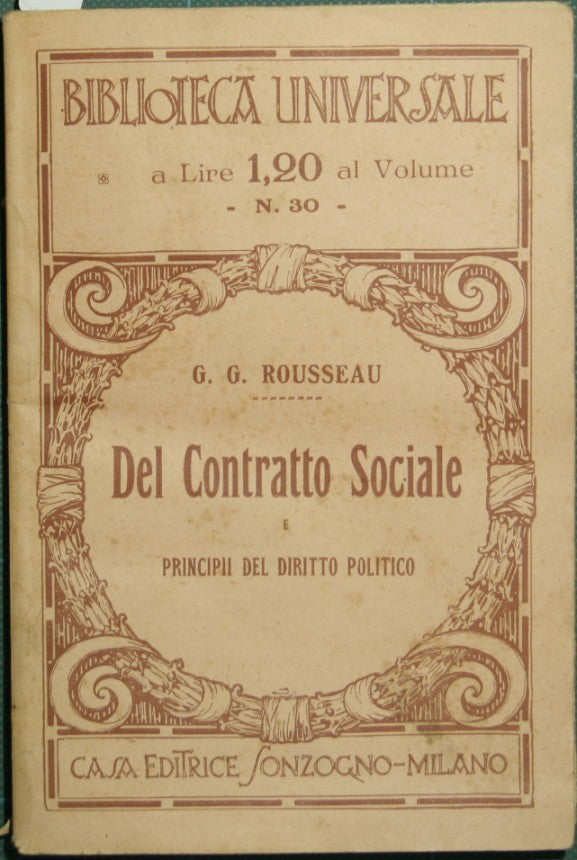 BIBLIOTECA UNIVERSALE
a Lire 1,20 al Volume
- N. 30 -
G. G. ROUSSEAU
Del Contratto Sociale
E
PRINCIPII DEL DIRITTO POLITICO
CASA EDITRICE SONZOGNO-MILANO